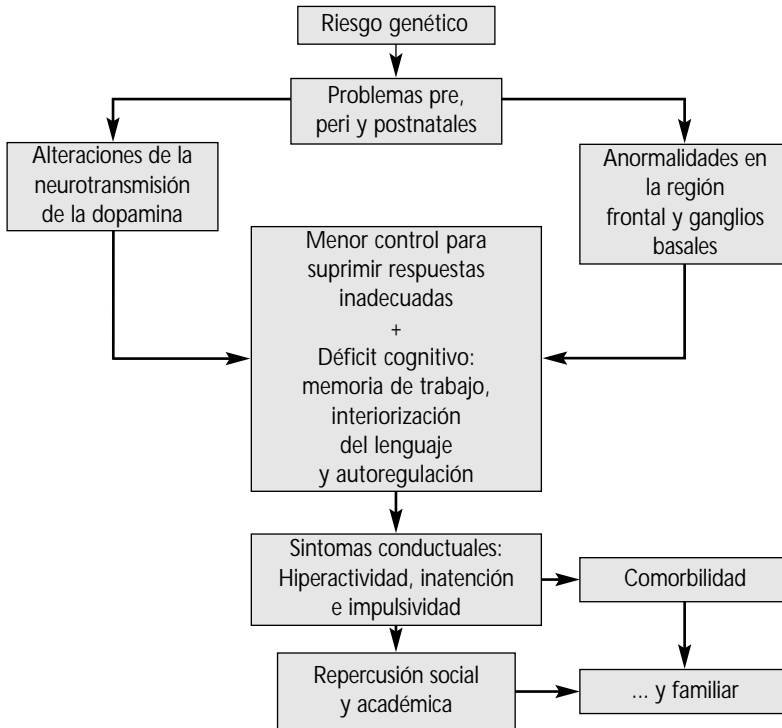 Riesgo genético
Problemas pre,
peri y postnatales
Alteraciones de la
neurotransmisión
de la dopamina
Anormalidades en
la región
frontal y ganglios
basales
Menor control para
suprimir respuestas
inadecuadas
+
Déficit cognitivo:
memoria de trabajo,
interiorización
del lenguaje
y autoregulación
Sintomas conductuales:
Hiperactividad, inatención
e impulsividad
Comorbilidad
Repercusión social
y académica
... y familiar